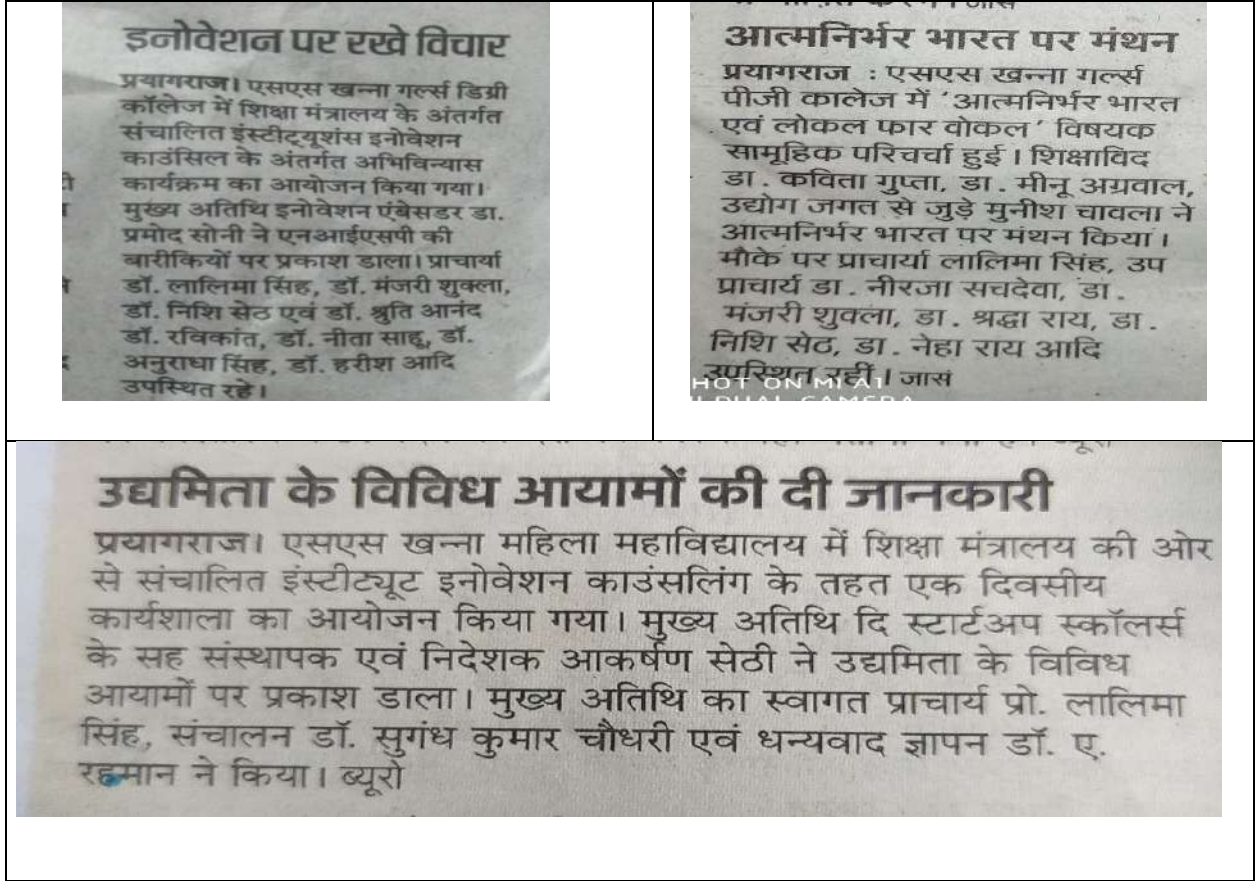 इनोवेशन पर रखे विचार
प्रयागराज। एसएस खन्ना गर्ल्स डिग्री
कॉलेज में शिक्षा मंत्रालय के अंतर्गत
संचालित इंस्टीट्यूशंस इनोवेशन
काउंसिल के अंतर्गत अभिविन्यास
कार्यक्रम का आयोजन किया गया।
मुख्य अतिथि इनोवेशन एंबेसडर डा.
प्रमोद सोनी ने एनआईएसपी की
बारीकियों पर प्रकाश डाला। प्राचार्या
डॉ. लालिमा सिंह, डॉ. मंजरी शुक्ला,
डॉ. निशि सेठ एवं डॉ. श्रुति आनंद
डॉ. रविकांत, डॉ. नीता साहू, डॉ.
अनुराधा सिंह, डॉ. हरीश आदि
उपस्थित रहे।
आत्मनिर्भर भारत पर मंथन
प्रयागराज : एसएस खन्ना गर्ल्स
पीजी कालेज में 'आत्मनिर्भर भारत
एवं लोकल फार वोकल' विषयक
सामूहिक परिचर्चा हुई। शिक्षाविद
डा. कविता गुप्ता, डा. मीनू अग्रवाल,
उद्योग जगत से जुड़े मुनीश चावला ने
आत्मनिर्भर भारत पर मंथन किया।
मौके पर प्राचार्या लालिमा सिंह, उप
प्राचार्य डा. नीरजा सचदेवा, डा.
मंजरी शुक्ला, डा. श्रद्धा राय, डा.
निशि सेठ, डा. नेहा राय आदि
उपस्थित रहीं। जासं
HOT ON MI A1
DUAL CAMERA
उद्यमिता के विविध आयामों की दी जानकारी
प्रयागराज। एसएस खन्ना महिला महाविद्यालय में शिक्षा मंत्रालय की ओर
से संचालित इंस्टीट्यूट इनोवेशन काउंसलिंग के तहत एक दिवसीय
कार्यशाला का आयोजन किया गया। मुख्य अतिथि दि स्टार्टअप स्कॉलर्स
के सह संस्थापक एवं निदेशक आकर्षण सेठी ने उद्यमिता के विविध
आयामों पर प्रकाश डाला। मुख्य अतिथि का स्वागत प्राचार्य प्रो. लालिमा
सिंह, संचालन डॉ. सुगंध कुमार चौधरी एवं धन्यवाद ज्ञापन डॉ. ए.
रहमान ने किया। ब्यूरो